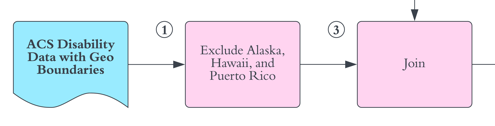 ACS Disability
Data with Geo
Boundaries
1
Exclude Alaska,
Hawaii, and
Puerto Rico
3
Join